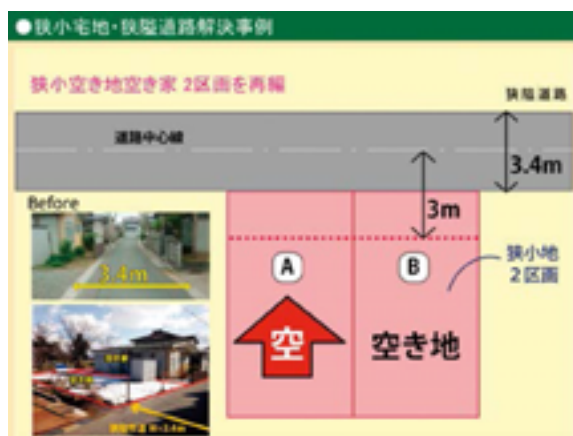 ●狭小宅地・狭隘道路解決事例
狭小空き地空き家 2区画を再編
狭隘道路
道路中心線
3.4m
Before
3m
3.4m
A
B
狭小地
2区画
空
空き地